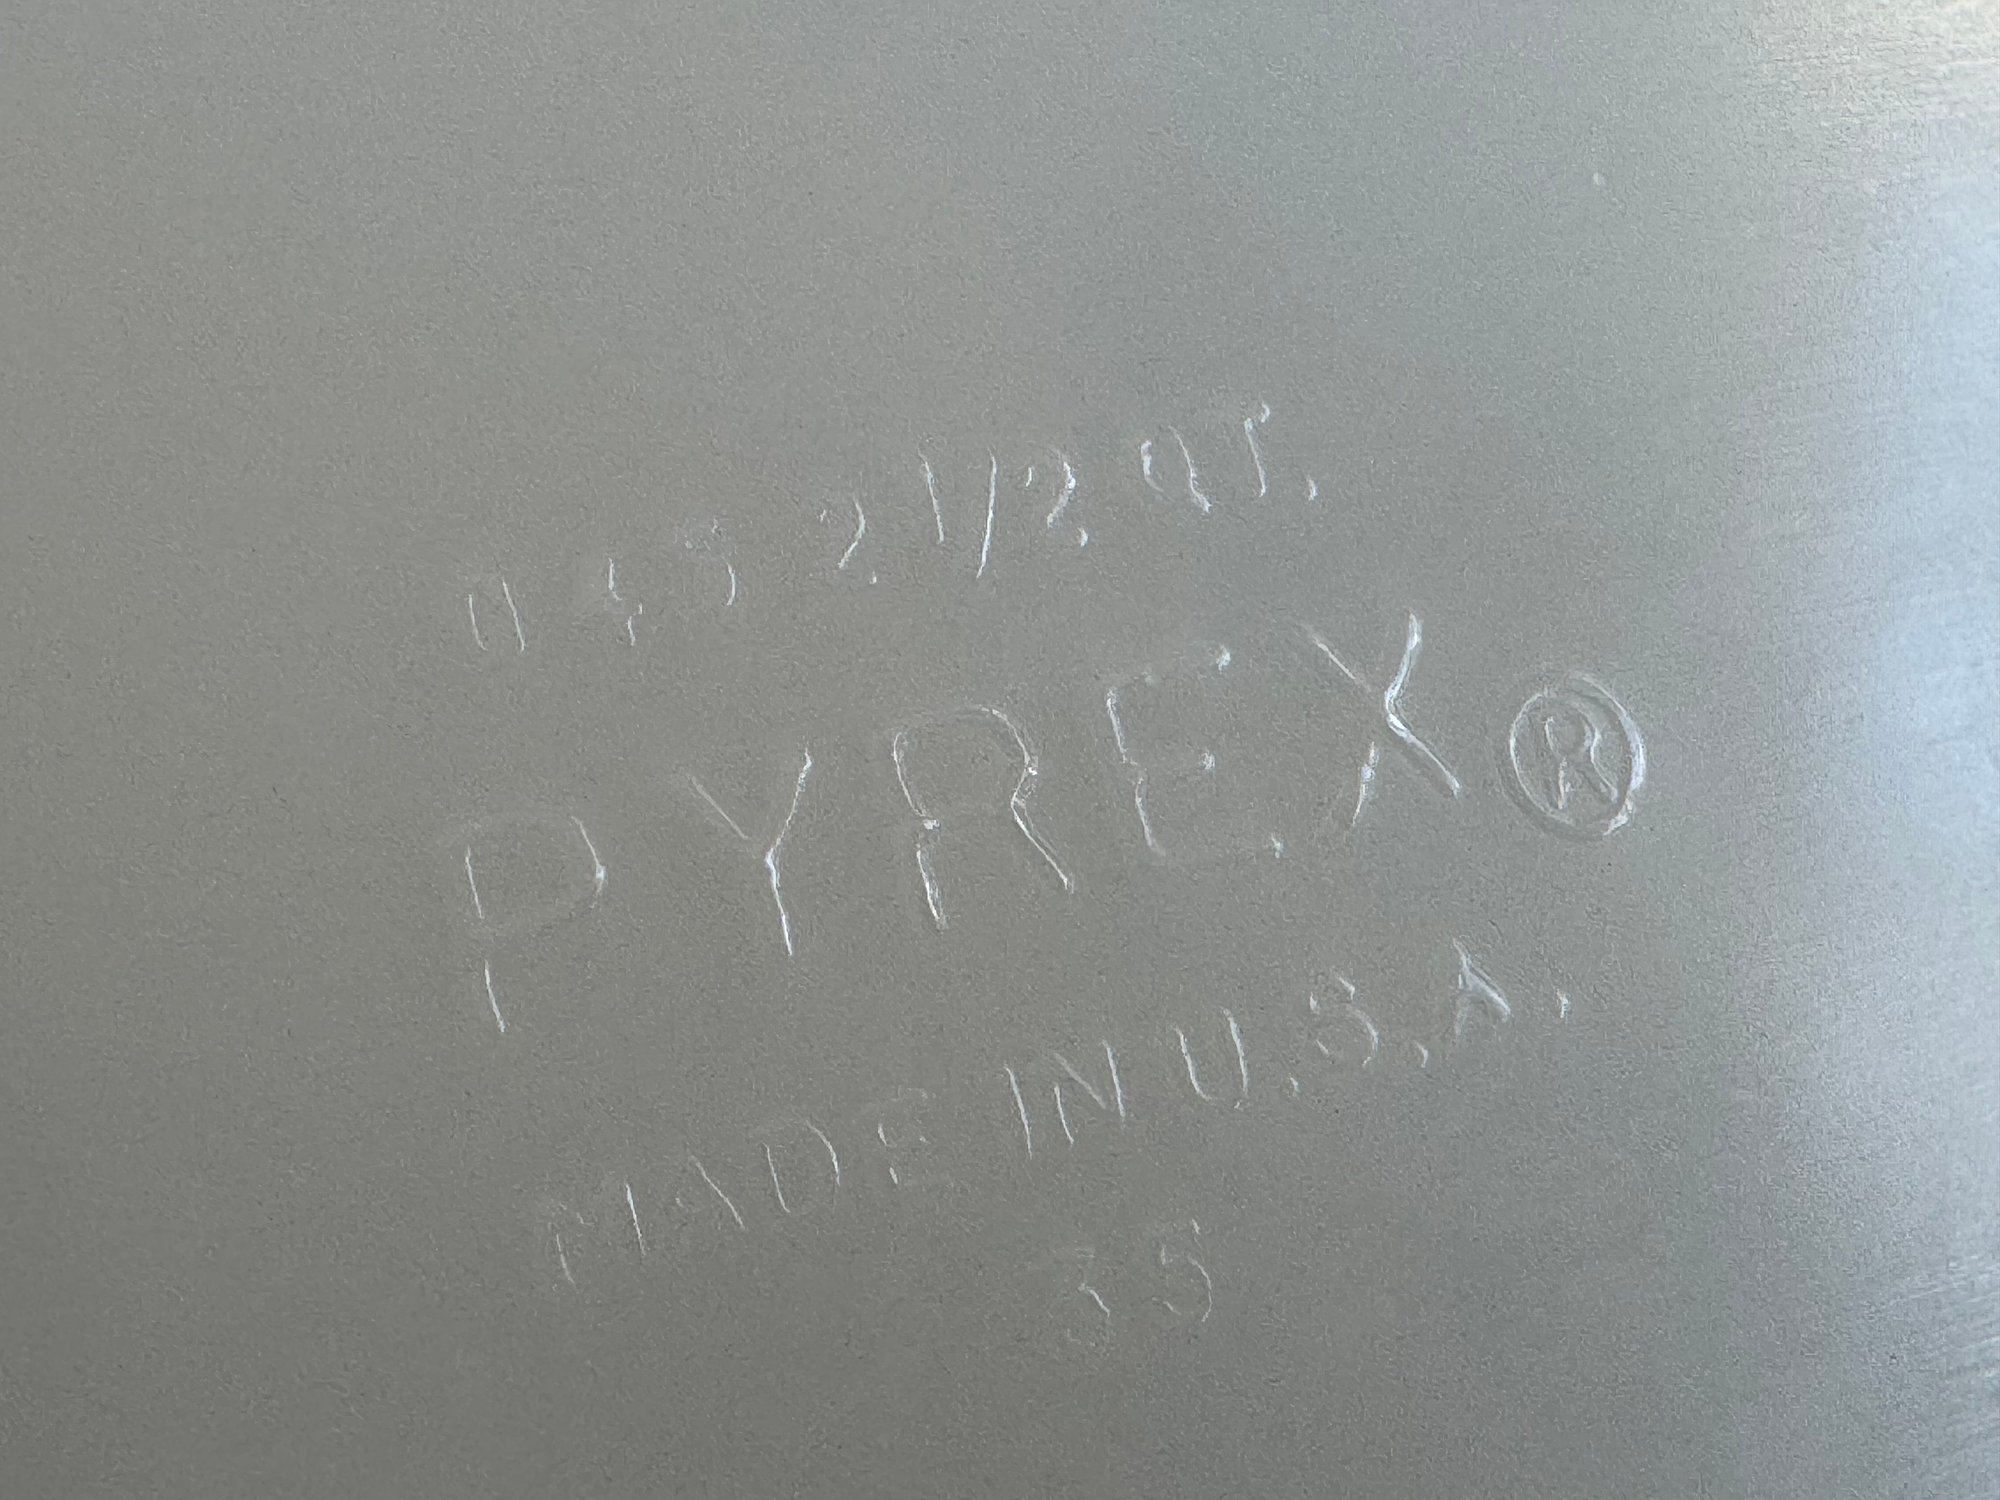 045 2 1/2 QT.
PYREX ®
MADE IN U.S.A.
35